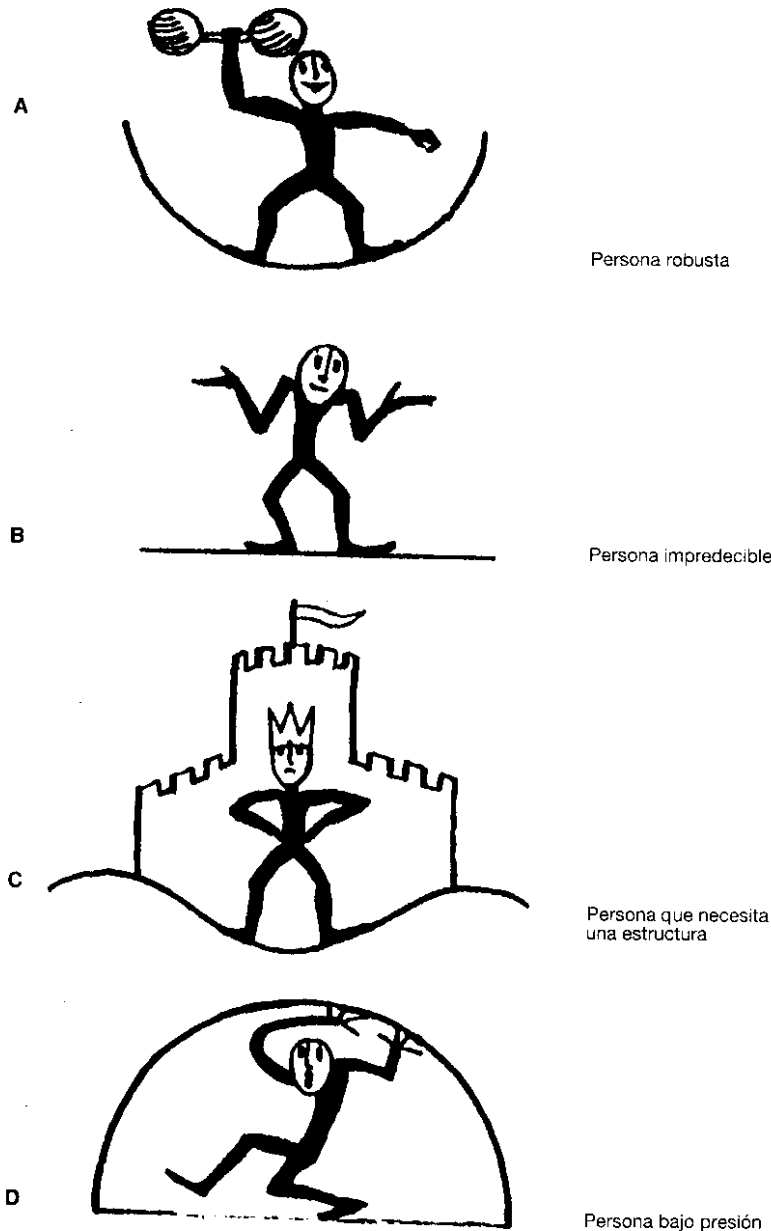 A
Persona robusta
B
Persona impredecible
C
Persona que necesita
una estructura
D
Persona bajo presión